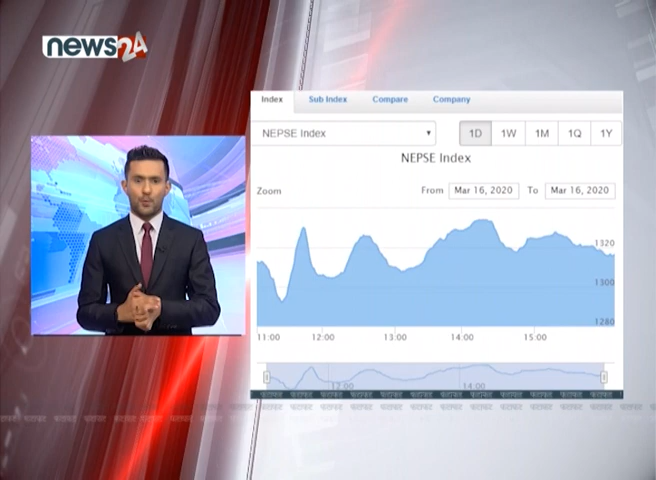 news24
Index Sub Index Compare Company
NEPSE Index 1D 1W 1M 1Q 1Y
NEPSE Index
Zoom From Mar 16, 2020 To Mar 16, 2020
1320
1300
1280
11:00 12:00 13:00 14:00 15:00
12:00 14:00